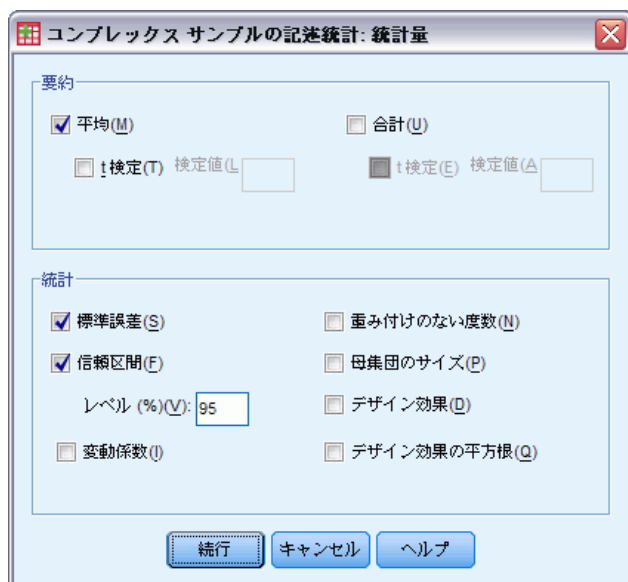 コンプレックス サンプルの記述統計: 統計量
要約
平均(M)
合計(U)
t検定(T) 検定値(L
t検定(E) 検定値(A
統計
標準誤差(S)
重み付けのない度数(N)
信頼区間(F)
母集団のサイズ(P)
レベル (%)(V): 95
デザイン効果(D)
変動係数(I)
デザイン効果の平方根(Q)
続行
キャンセル
ヘルプ